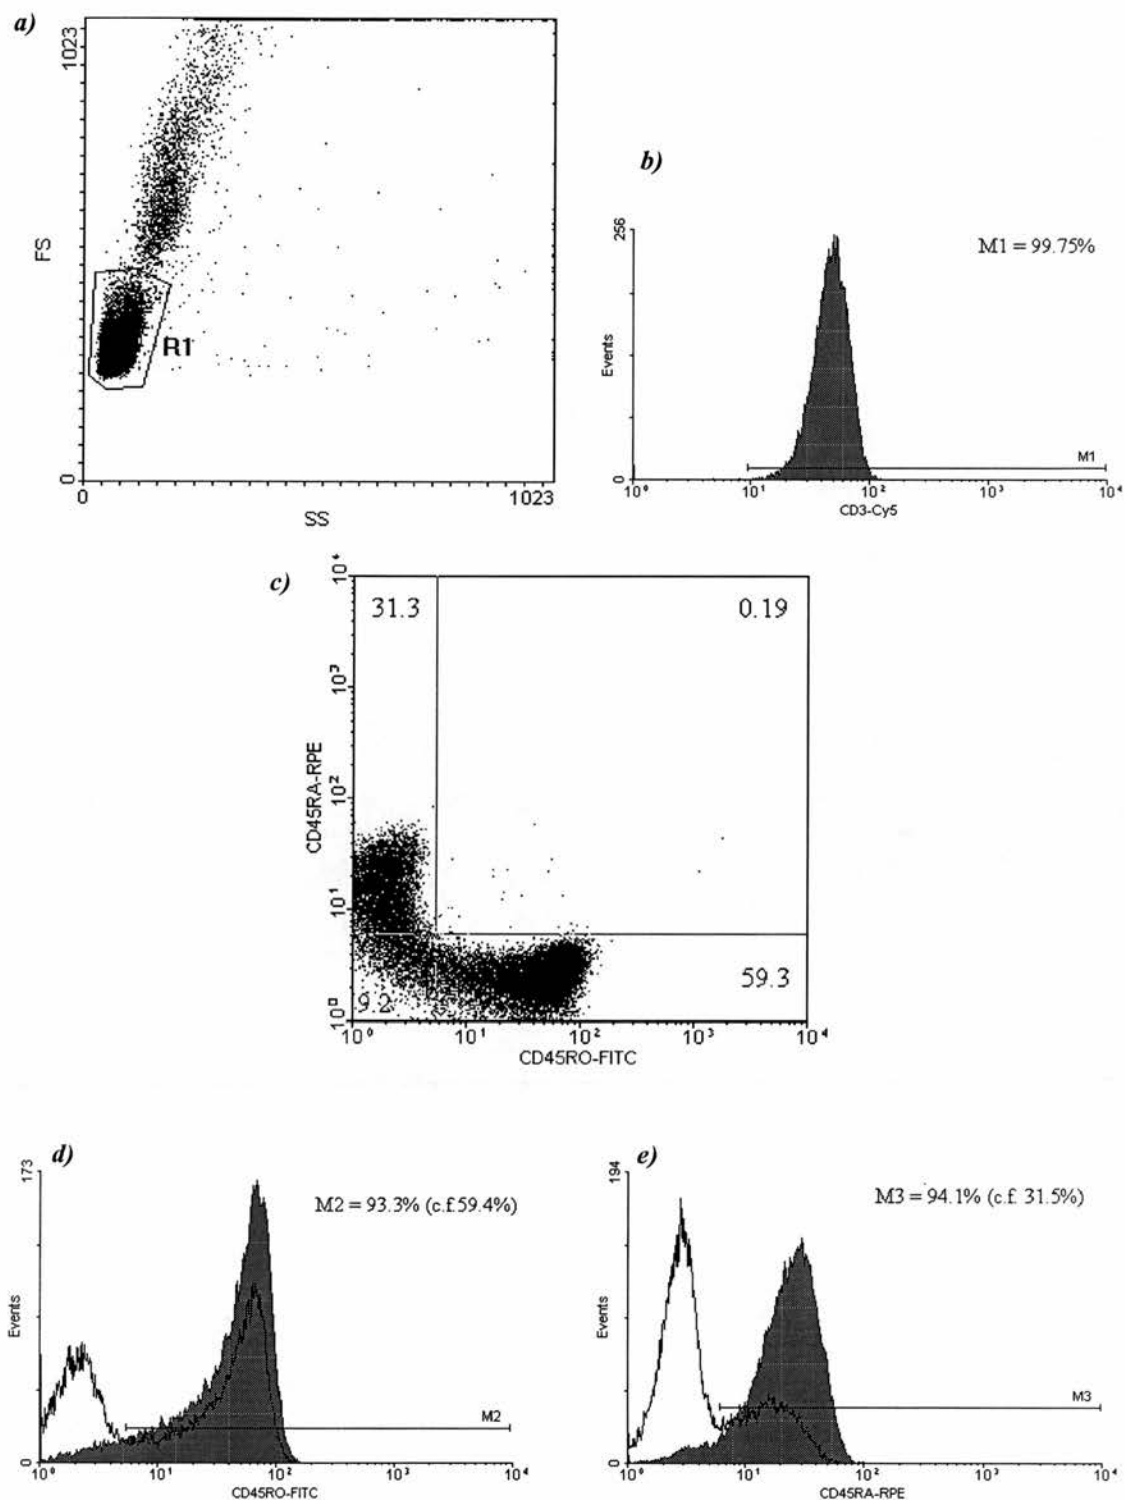 a)
1023
FS
R1
0
0
1023
SS
b)
256
M1 = 99.75%
Events
M1
0
10⁰
10¹
10²
10³
10⁴
CD3-Cy5
c)
10⁴
31.3
0.19
10³
CD45RA-RPE
10²
10¹
59.3
9.2
10⁰
10⁰
10¹
10²
10³
10⁴
CD45RO-FITC
d)
173
M2 = 93.3% (c.f.59.4%)
Events
M2
0
10⁰
10¹
10²
10³
10⁴
CD45RO-FITC
e)
194
M3 = 94.1% (c.f. 31.5%)
Events
M3
0
10⁰
10¹
10²
10³
10⁴
CD45RA-RPE